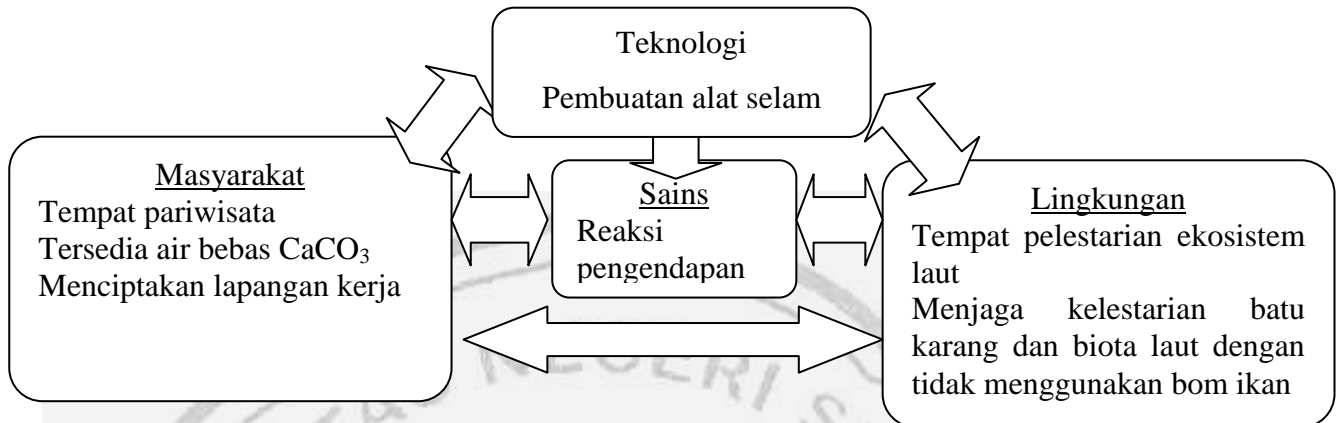 Teknologi
Pembuatan alat selam
Masyarakat
Tempat pariwisata
Tersedia air bebas CaCO₃
Menciptakan lapangan kerja
Sains
Reaksi
pengendapan
Lingkungan
Tempat pelestarian ekosistem
laut
Menjaga kelestarian batu
karang dan biota laut dengan
tidak menggunakan bom ikan
NEGERI